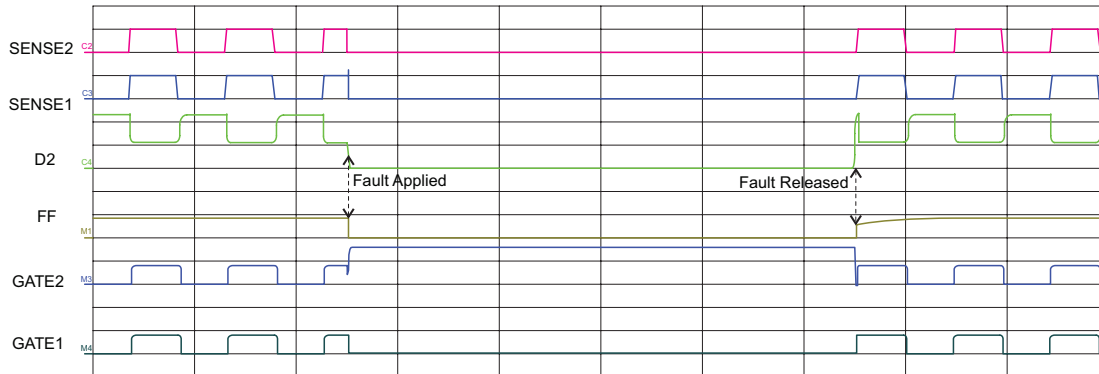 SENSE2 C2
SENSE1 C3
D2 C4
Fault Applied
Fault Released
FF M1
GATE2 M3
GATE1 M4